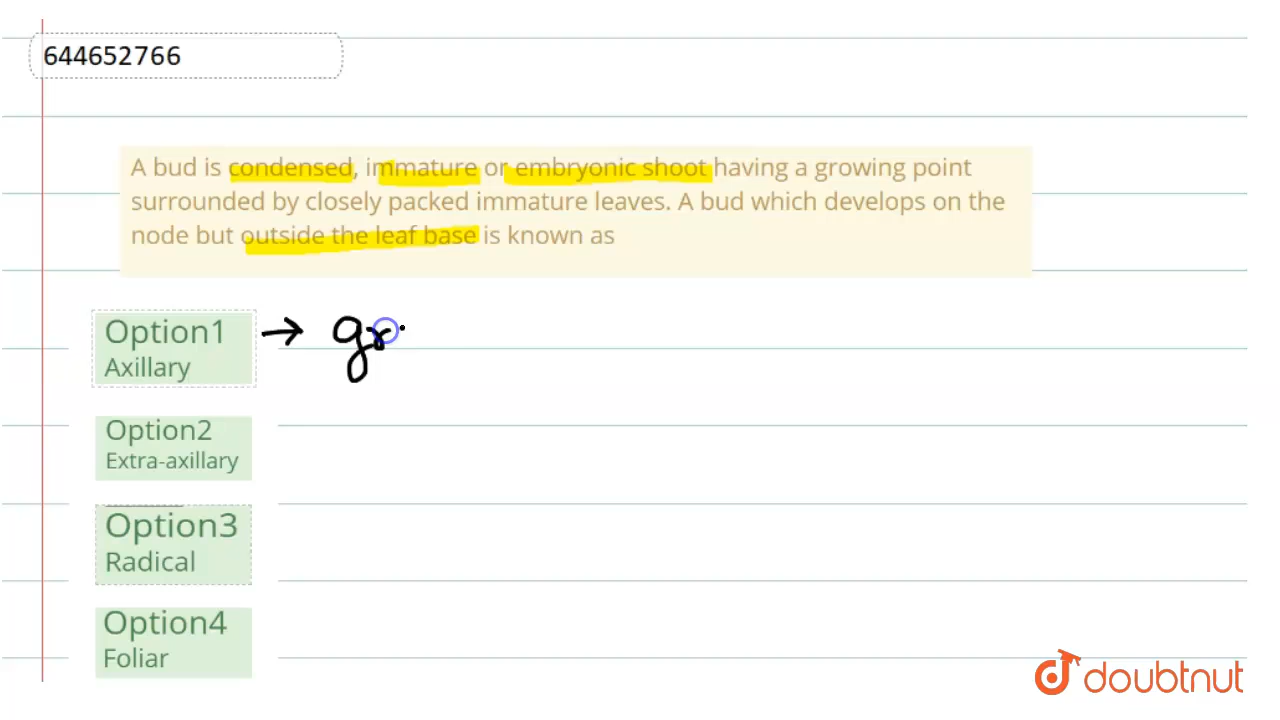 644652766
A bud is condensed, immature or embryonic shoot having a growing point
surrounded by closely packed immature leaves. A bud which develops on the
node but outside the leaf base is known as
Option1 → gr
Axillary
Option2
Extra-axillary
Option3
Radical
Option4
Foliar
doubtnut